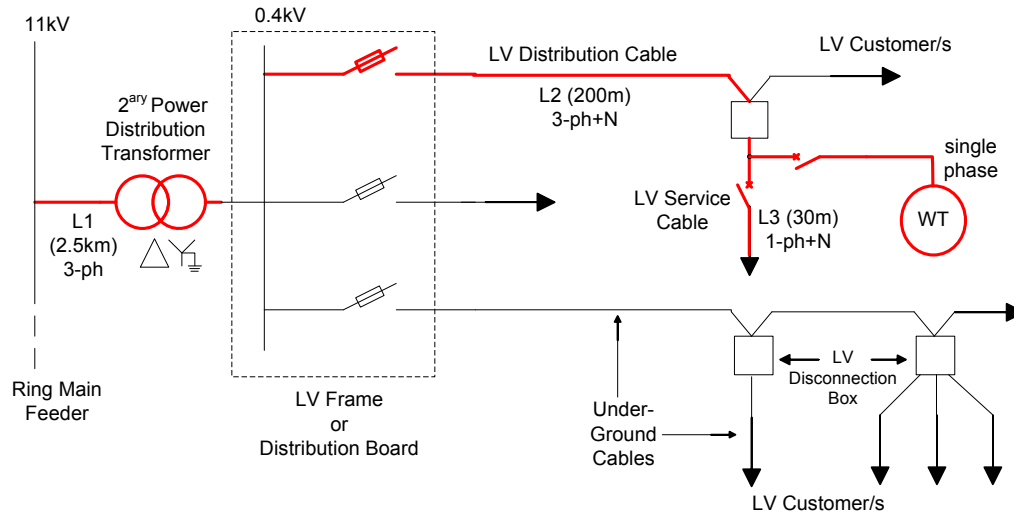 11kV
0.4kV
LV Distribution Cable
LV Customer/s
L2 (200m)
3-ph+N
2ary Power
Distribution
Transformer
single
phase
LV Service
Cable
L3 (30m)
1-ph+N
WT
L1
(2.5km)
3-ph
Ring Main
Feeder
LV Frame
or
Distribution Board
Under-
Ground
Cables
LV
Disconnection
Box
LV Customer/s